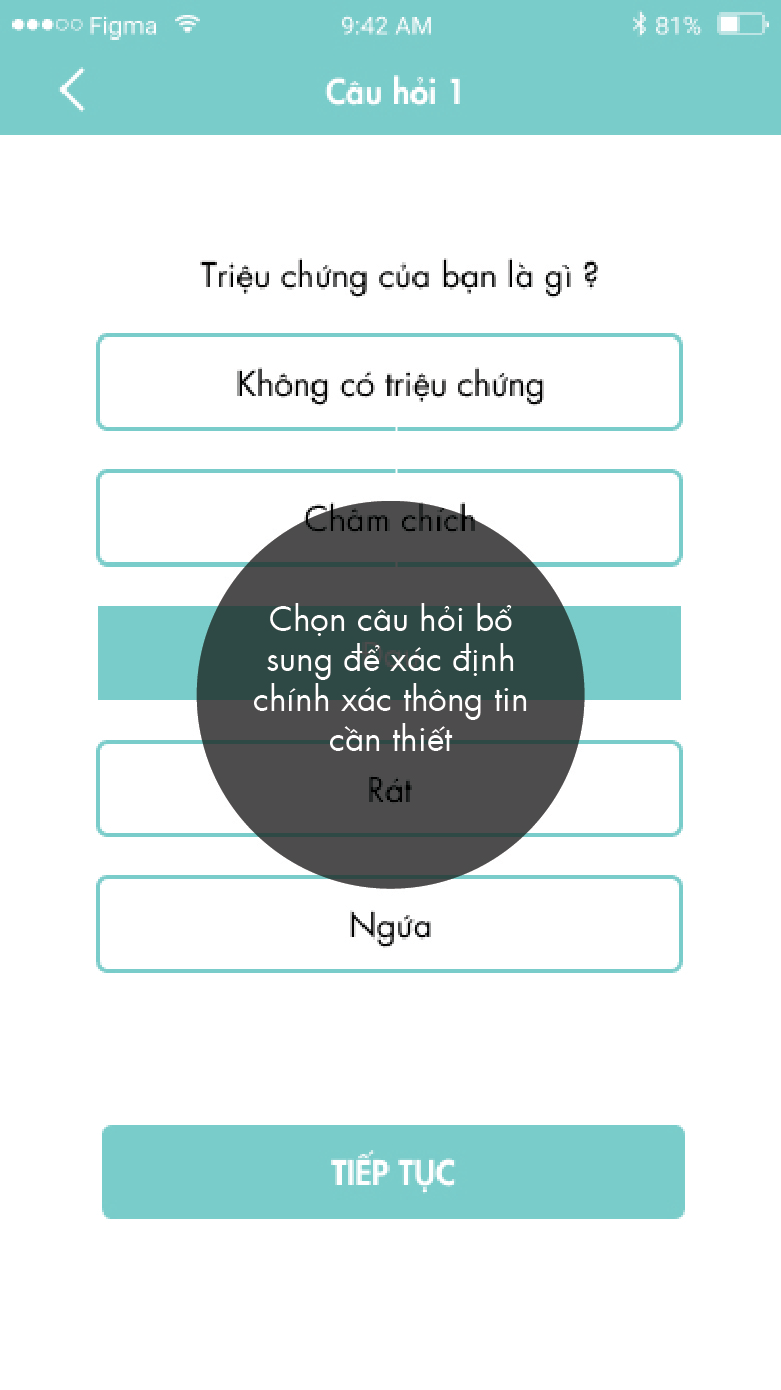 Figma
9:42 AM
81%
Câu hỏi 1
Triệu chứng của bạn là gì ?
Không có triệu chứng
Châm chích
Chọn câu hỏi bổ
sung để xác định
chính xác thông tin
cần thiết
Rát
Ngứa
TIẾP TỤC